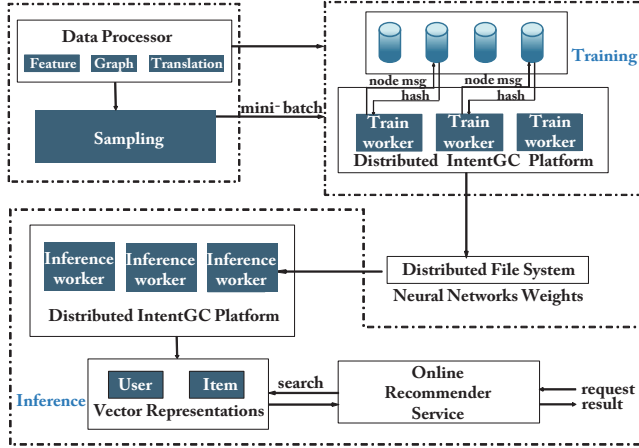 Data Processor
Feature
Graph
Translation
Sampling
mini-batch
Training
node msg
hash
node msg
hash
Train
worker
Train
worker
Train
worker
Distributed IntentGC Platform
Inference
worker
Inference
worker
Inference
worker
Distributed IntentGC Platform
Distributed File System
Neural Networks Weights
User
Item
Vector Representations
Inference
search
Online
Recommender
Service
request
result